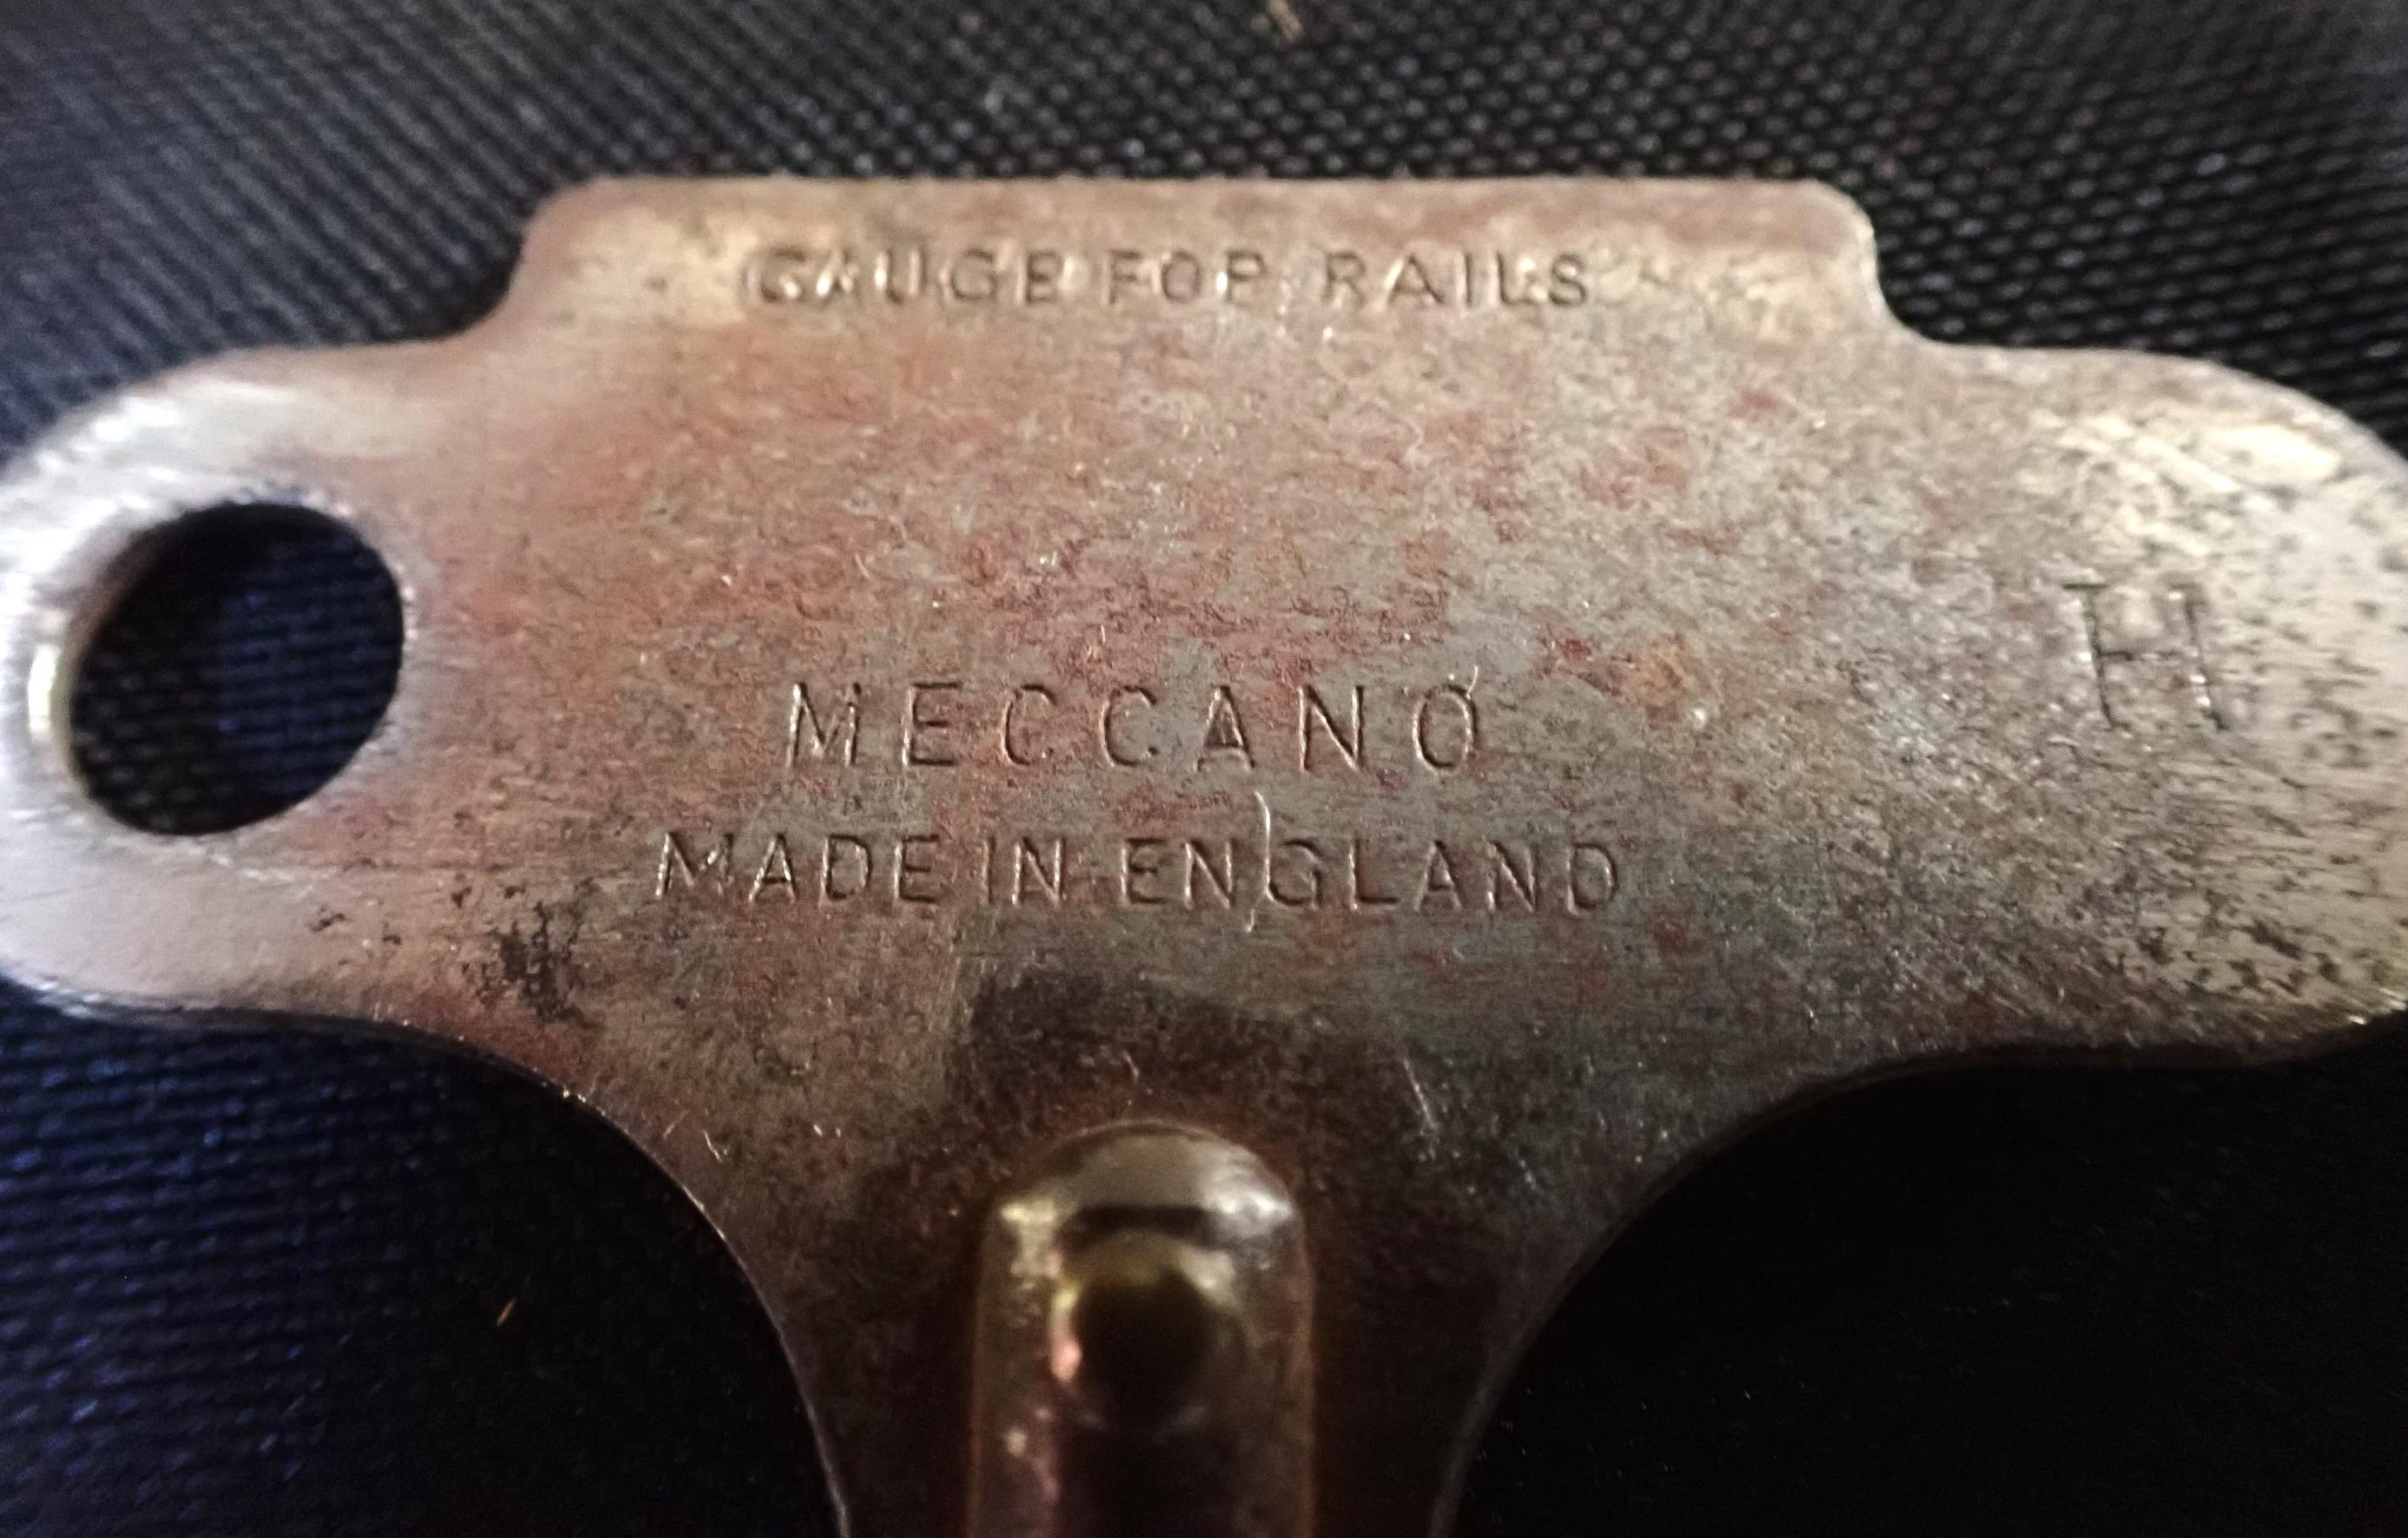 GAUGE FOR RAILS
H
MECCANO
MADE IN ENGLAND